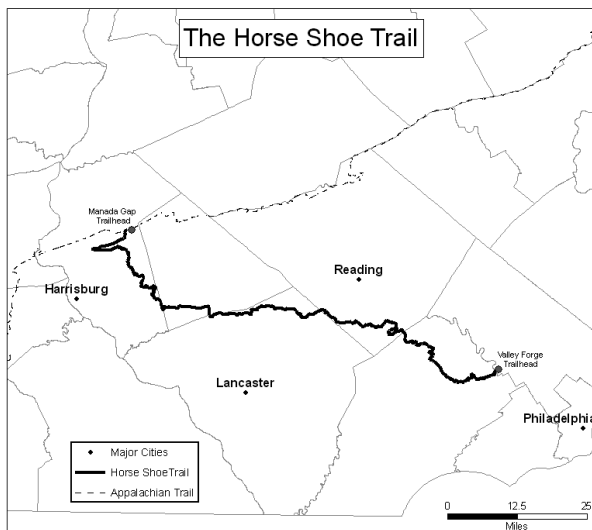 The Horse Shoe Trail
Manada Gap
Trailhead
Reading
Harrisburg
Valley Forge
Trailhead
Lancaster
Philadelphia
Major Cities
Horse ShoeTrail
Appalachian Trail
0 12.5 25
Miles